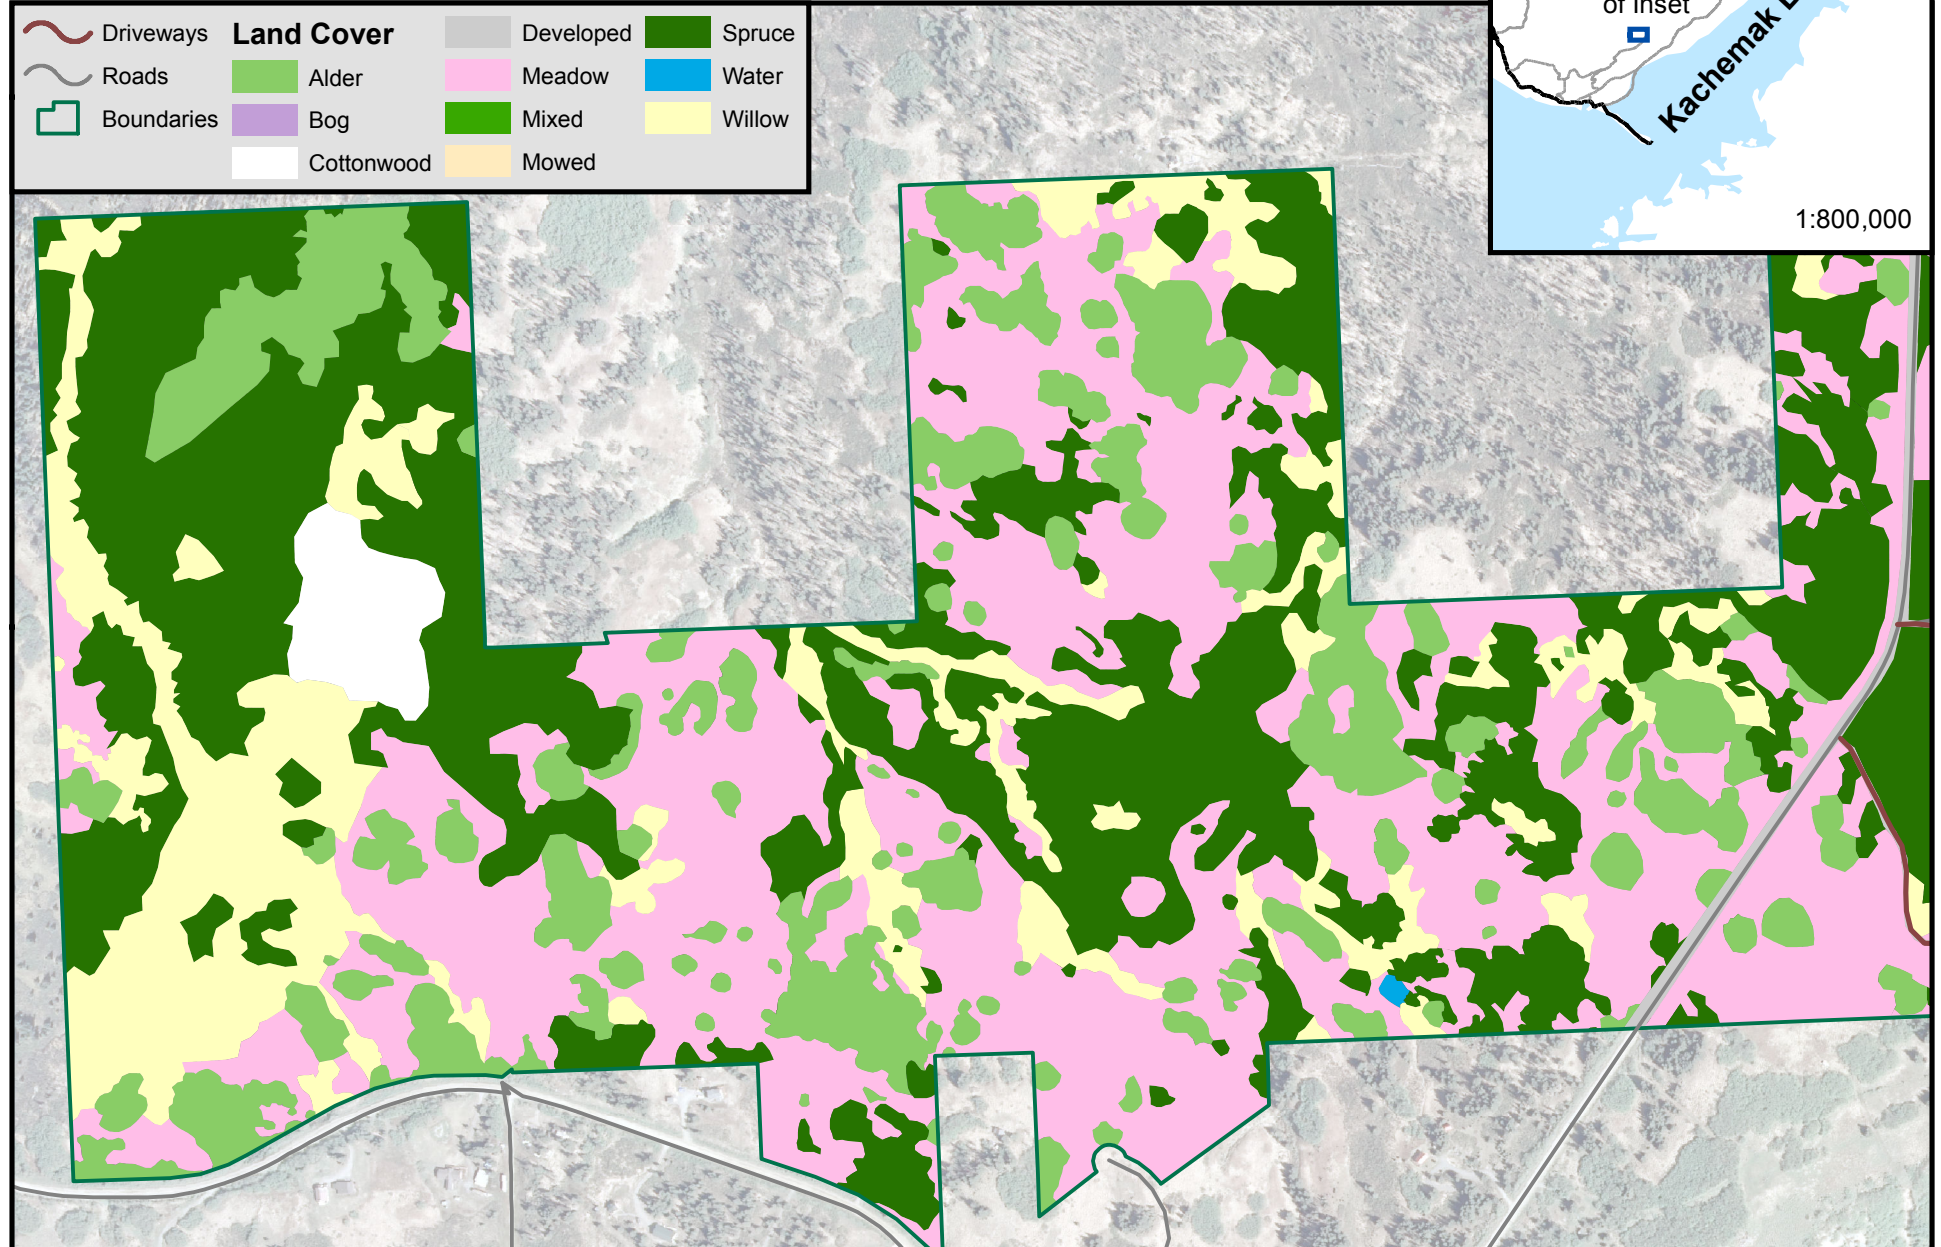 Driveways
Roads
Boundaries
Land Cover
Alder
Bog
Cottonwood
Developed
Meadow
Mixed
Mowed
Spruce
Water
Willow
of Inset
Kachemak
1:800,000